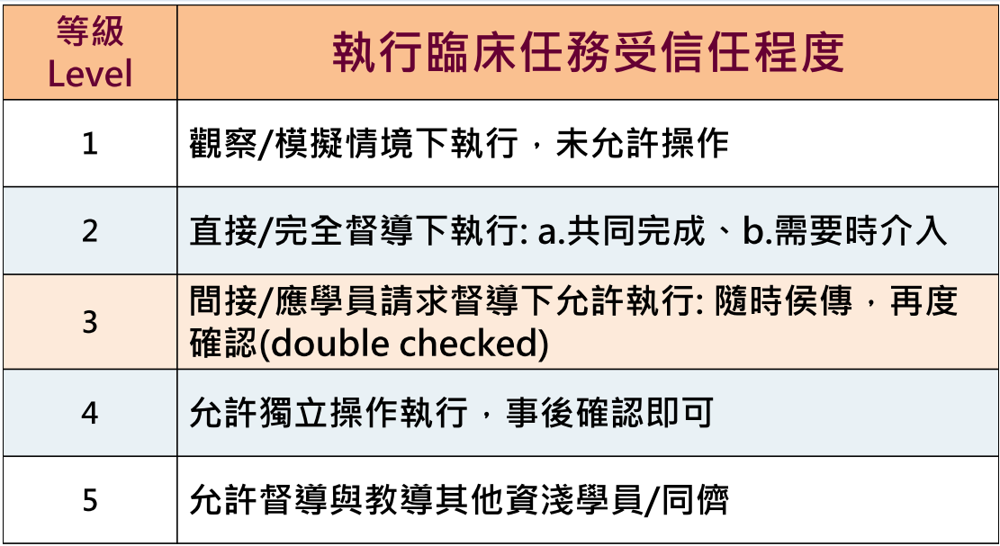 等級
Level
執行臨床任務受信任程度
1
觀察/模擬情境下執行，未允許操作
2
直接/完全督導下執行: a.共同完成、b.需要時介入
3
間接/應學員請求督導下允許執行: 隨時侯傳，再度
確認(double checked)
4
允許獨立操作執行，事後確認即可
5
允許督導與教導其他資淺學員/同儕